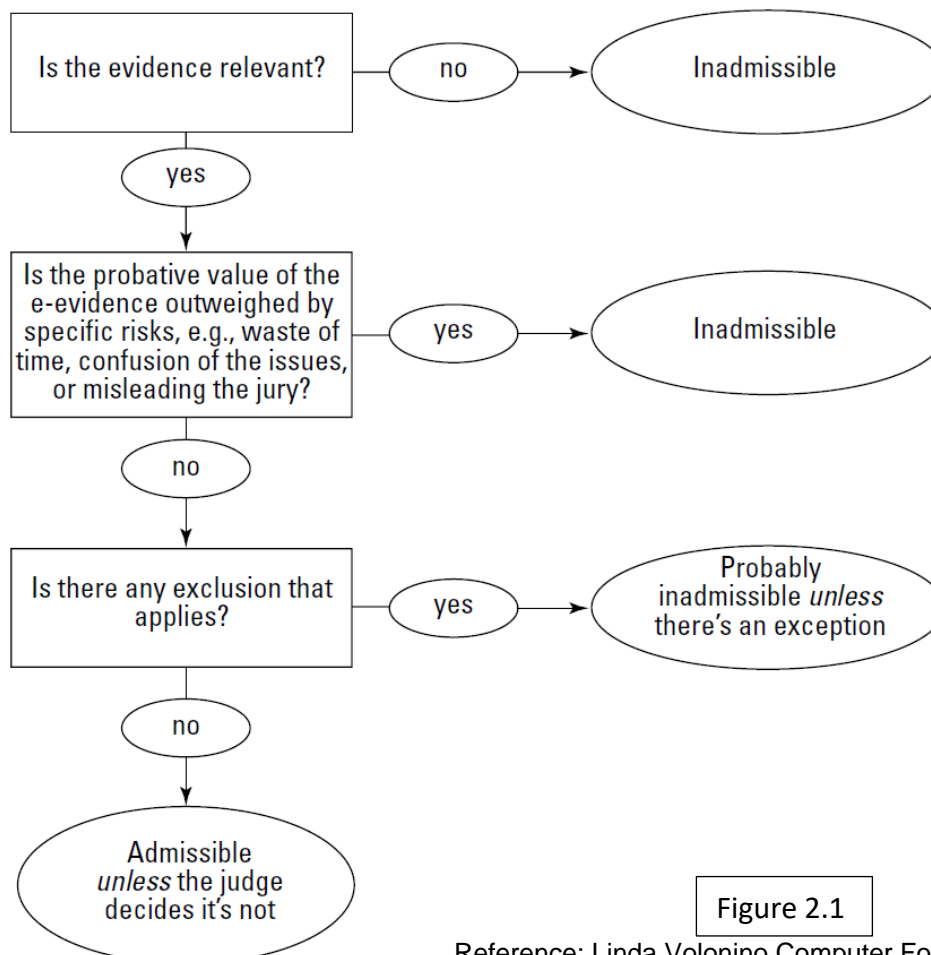 Is the evidence relevant?
no
Inadmissible
yes
Is the probative value of the
e-evidence outweighed by
specific risks, e.g., waste of
time, confusion of the issues,
or misleading the jury?
yes
Inadmissible
no
Is there any exclusion that
applies?
yes
Probably
inadmissible unless
there's an exception
no
Admissible
unless the judge
decides it's not
Figure 2.1
Reference: Linda Volonino Computer Fo